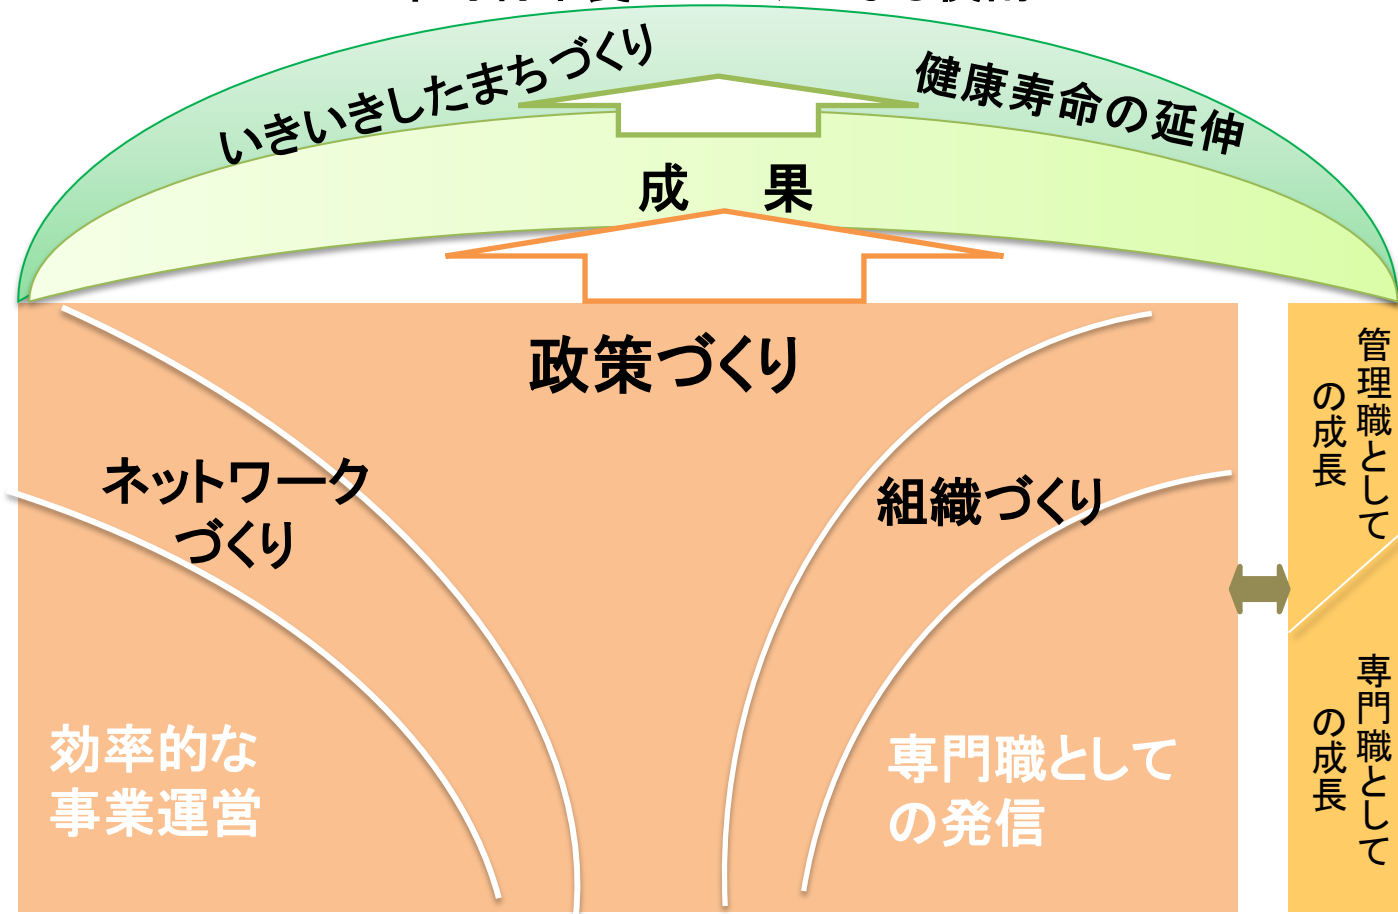 いきいきしたまちづくり
健康寿命の延伸
成　果
政策づくり
ネットワーク
づくり
組織づくり
効率的な
事業運営
専門職として
の発信
管理職として
の成長
専門職として
の成長